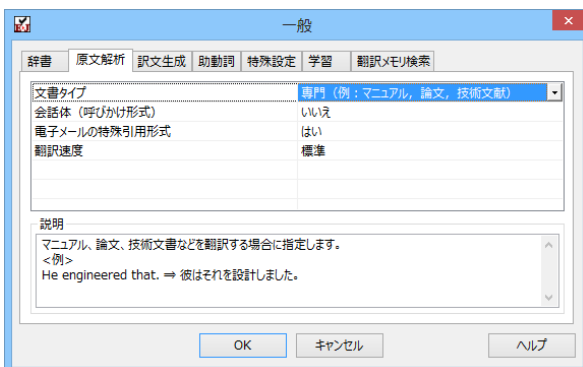 一般
辞書 原文解析 訳文生成 助動詞 特殊設定 学習 翻訳メモリ検索
文書タイプ 専門（例：マニュアル，論文，技術文献）
会話体（呼びかけ形式） いいえ
電子メールの特殊引用形式 はい
翻訳速度 標準
説明
マニュアル、論文、技術文書などを翻訳する場合に指定します。
<例>
He engineered that. ⇒ 彼はそれを設計しました。
OK キャンセル ヘルプ